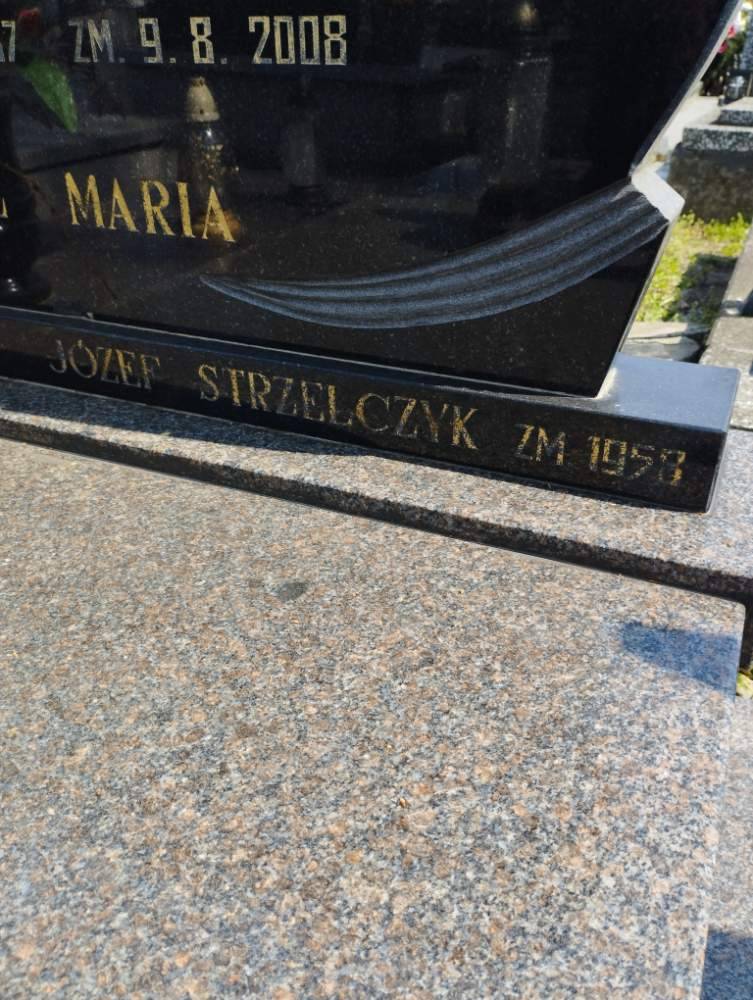 ZM. 9. 8. 2008
MARIA
JÓZEF STRZELCZYK ZM 1958